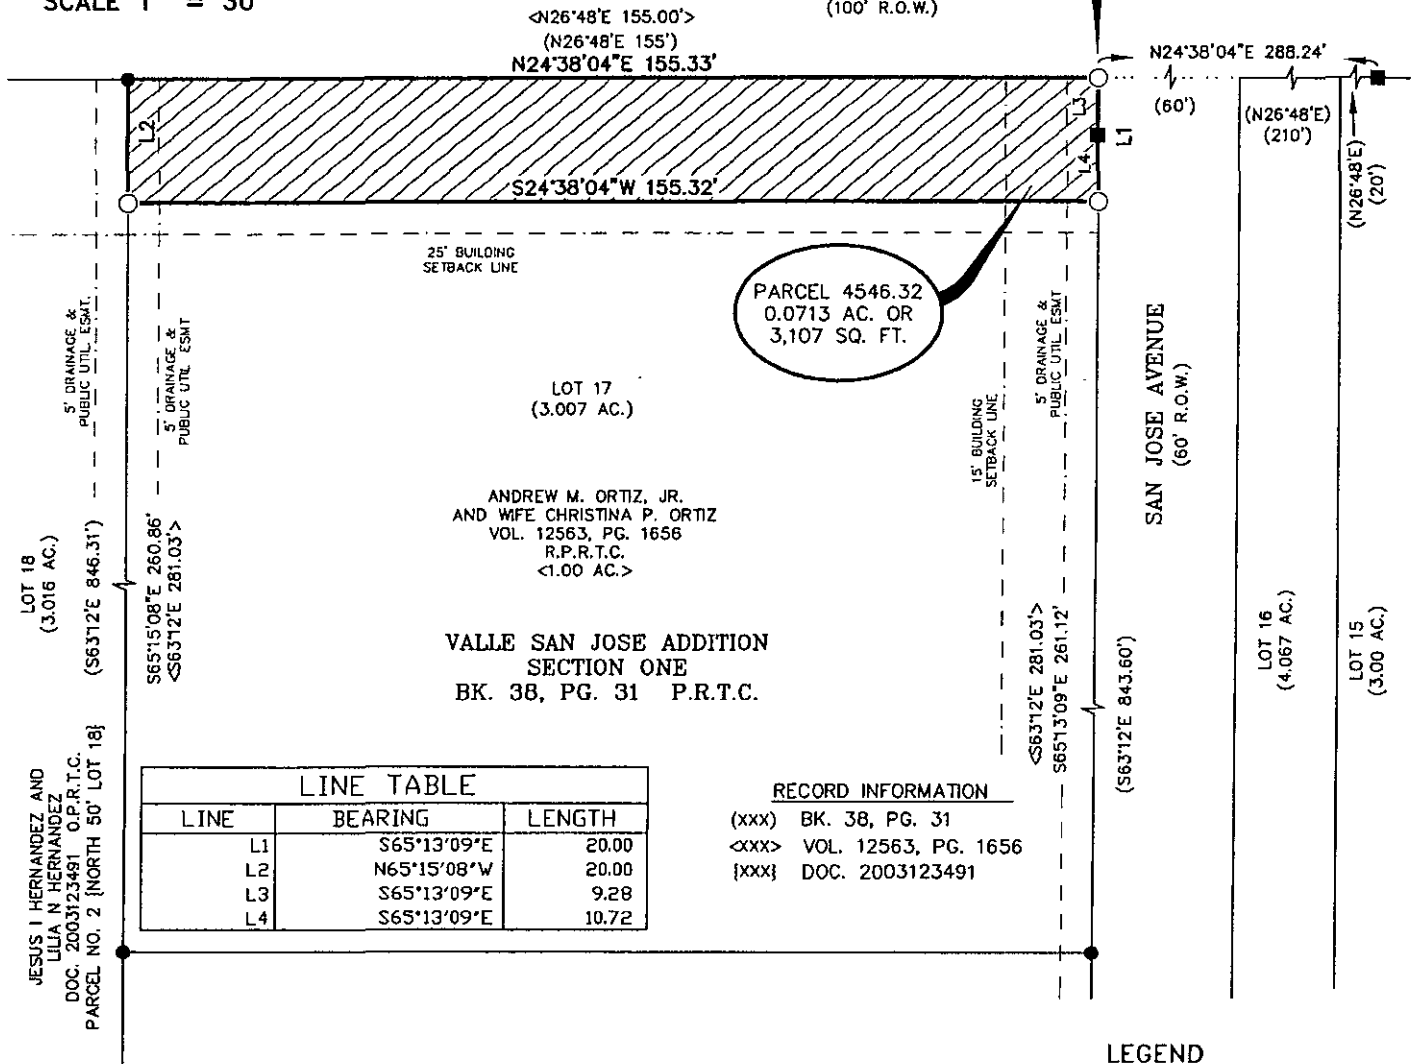 SCALE 1" = 30'
<N26°48'E 155.00'>
(N26°48'E 155')
N24°38'04"E 155.33'
(100' R.O.W.)
N24°38'04"E 288.24'
(60')
(N26°48'E)
(210')
(N26°48'E)
(20')
L2
L3
L1
L4
S24°38'04"W 155.32'
25' BUILDING
SETBACK LINE
PARCEL 4546.32
0.0713 AC. OR
3,107 SQ. FT.
5' DRAINAGE &
PUBLIC UTIL ESMT.
5' DRAINAGE &
PUBLIC UTIL ESMT
LOT 17
(3.007 AC.)
15' BUILDING
SETBACK LINE
5' DRAINAGE &
PUBLIC UTIL ESMT
SAN JOSE AVENUE
(60' R.O.W.)
ANDREW M. ORTIZ, JR.
AND WIFE CHRISTINA P. ORTIZ
VOL. 12563, PG. 1656
R.P.R.T.C.
<1.00 AC.>
LOT 18
(3.016 AC.)
(S63°12'E 846.31')
S65°15'08"E 260.86'
<S63°12'E 281.03'>
VALLE SAN JOSE ADDITION
SECTION ONE
BK. 38, PG. 31 P.R.T.C.
<S63°12'E 281.03'>
S65°13'09"E 261.12'
(S63°12'E 843.60')
LOT 16
(4.067 AC.)
LOT 15
(3.00 AC.)
JESUS I HERNANDEZ AND
LILIA N HERNANDEZ
DOC. 2003123491 O.P.R.T.C.
PARCEL NO. 2 {NORTH 50' LOT 18}
LINE TABLE
LINE BEARING LENGTH
L1 S65°13'09"E 20.00
L2 N65°15'08"W 20.00
L3 S65°13'09"E 9.28
L4 S65°13'09"E 10.72
RECORD INFORMATION
(XXX) BK. 38, PG. 31
<XXX> VOL. 12563, PG. 1656
{XXX} DOC. 2003123491
LEGEND